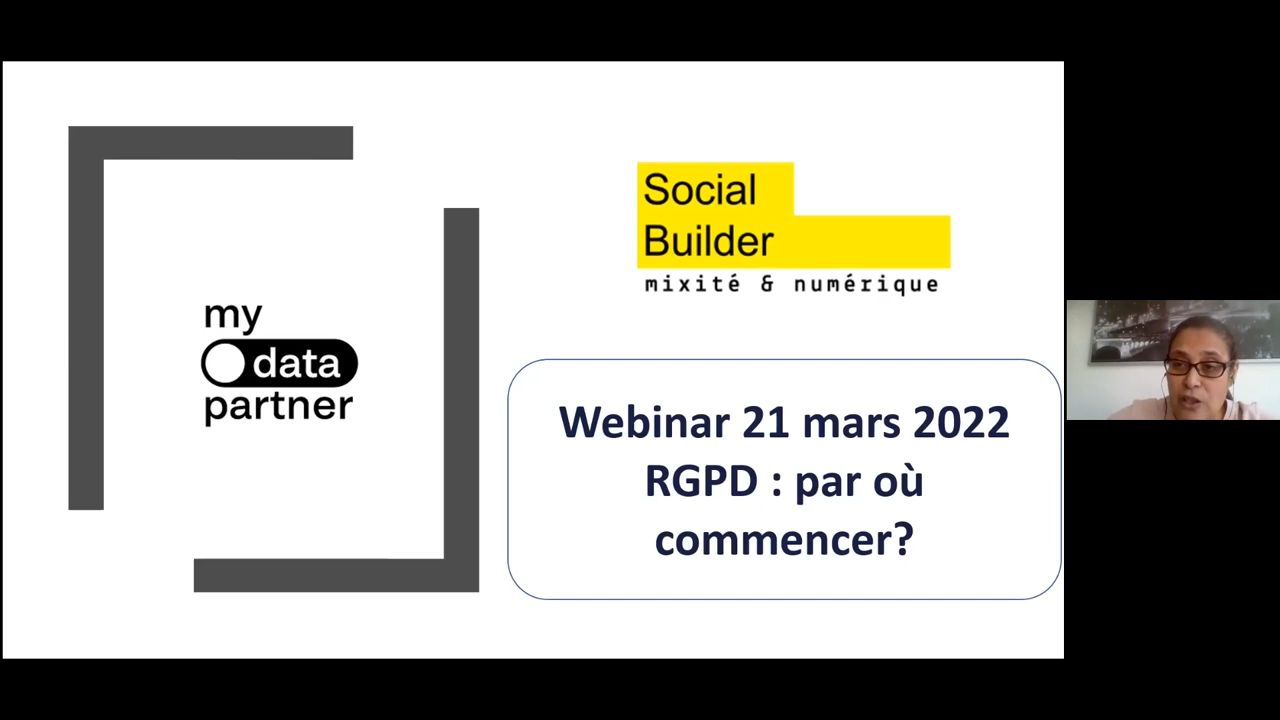 my
data
partner
Social
Builder
mixité & numérique
Webinar 21 mars 2022
RGPD : par où
commencer?